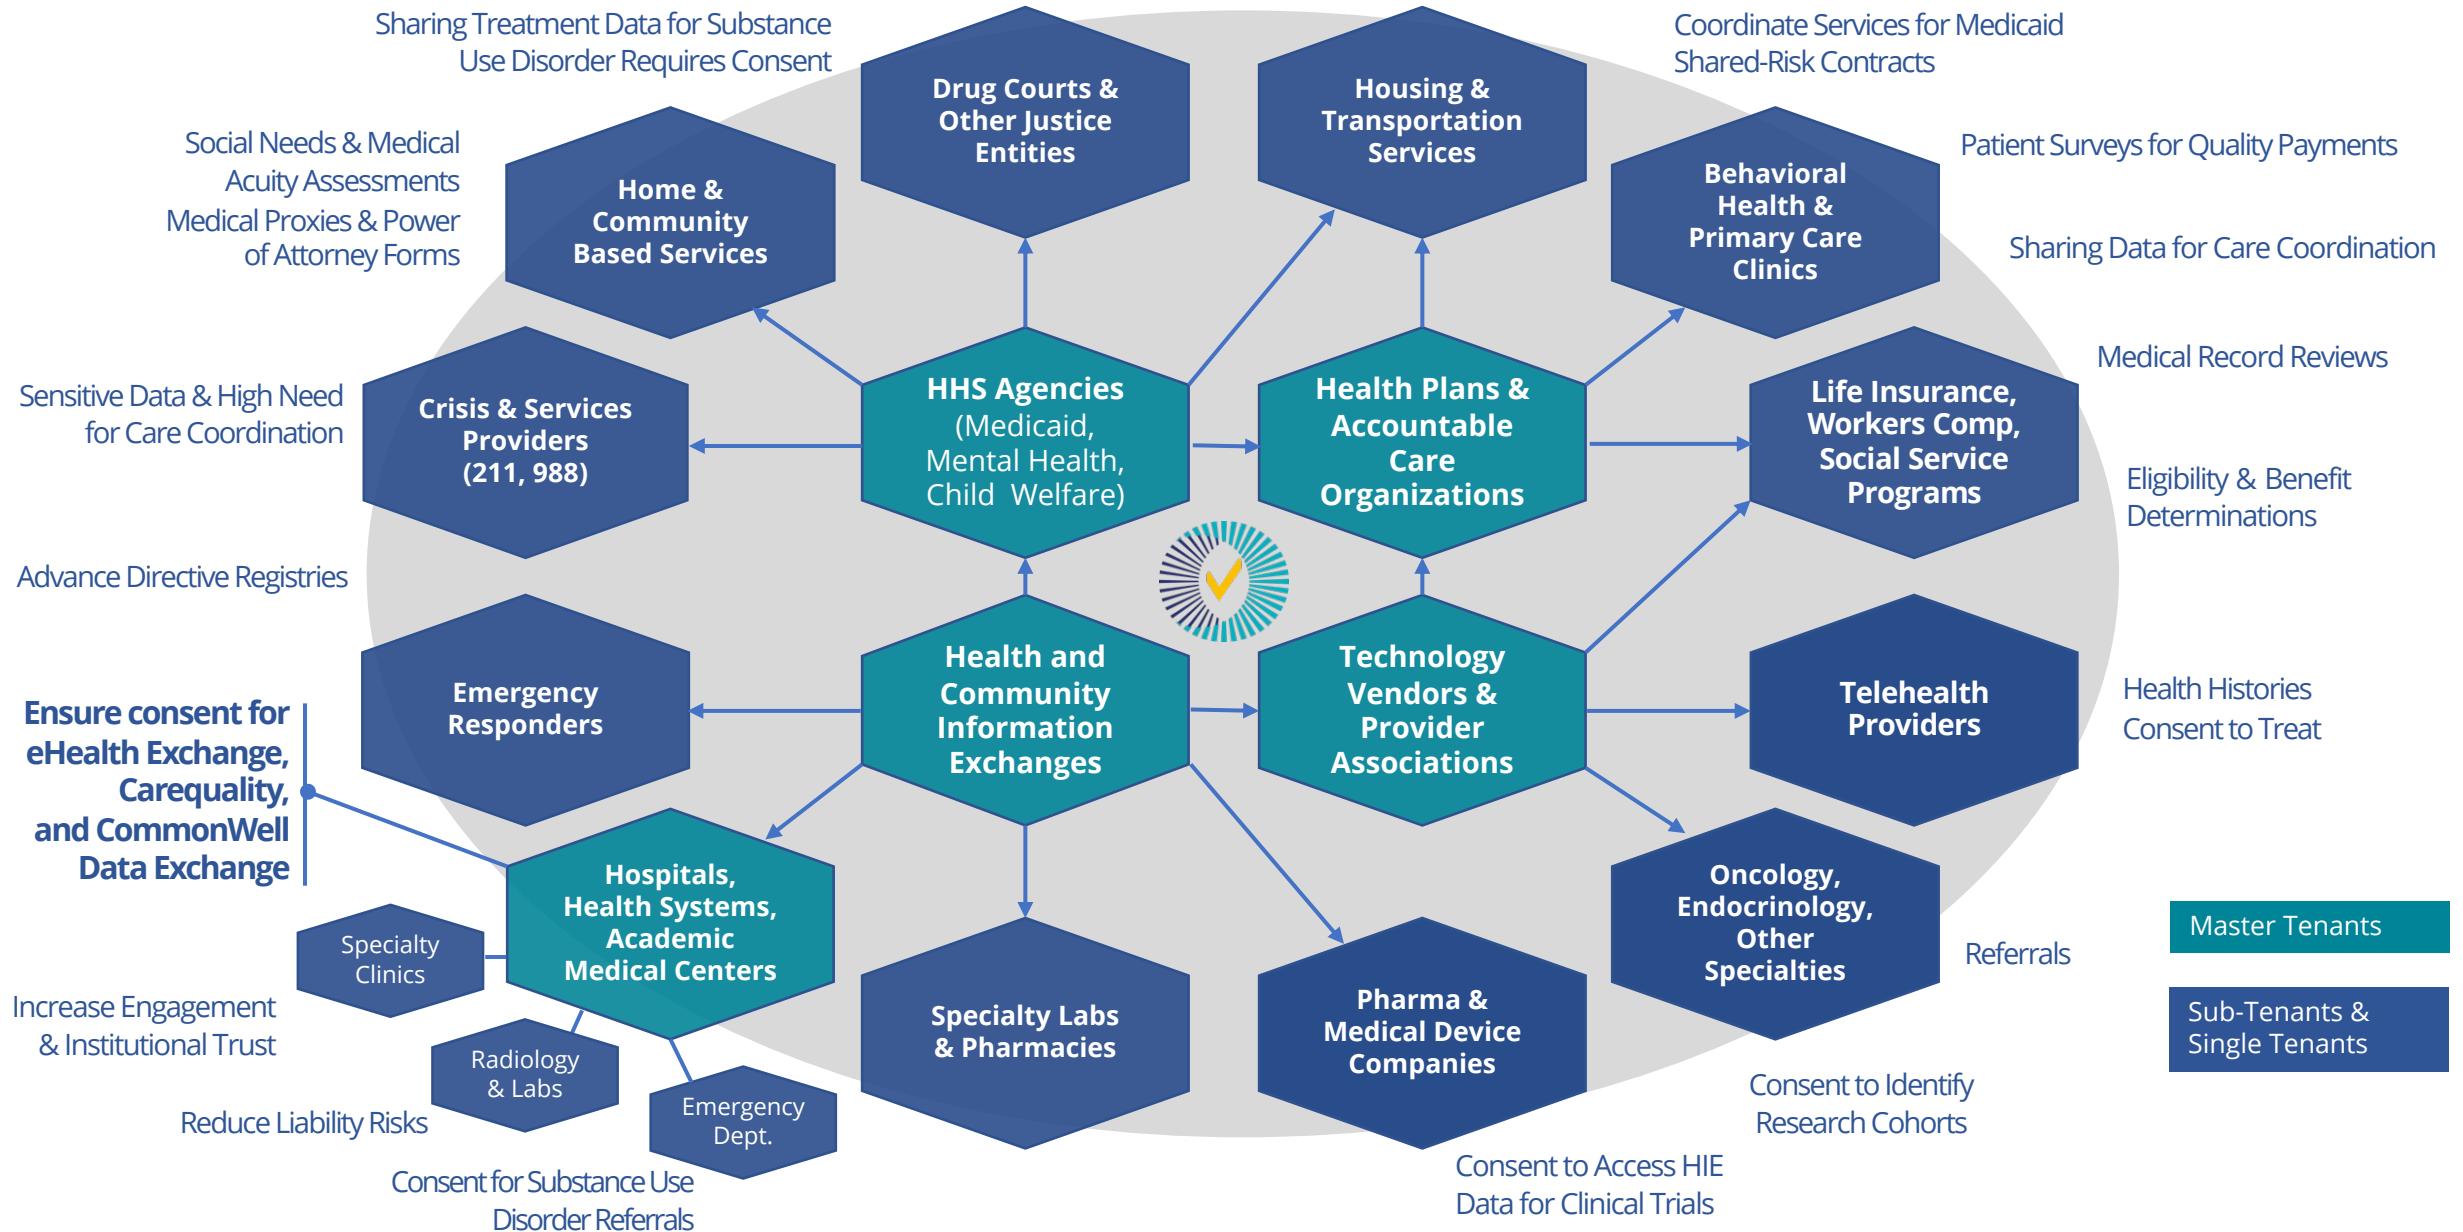 Sharing Treatment Data for Substance
Use Disorder Requires Consent
Coordinate Services for Medicaid
Shared-Risk Contracts
Drug Courts &
Other Justice
Entities
Housing &
Transportation
Services
Social Needs & Medical
Acuity Assessments
Medical Proxies & Power
of Attorney Forms
Home &
Community
Based Services
Behavioral
Health &
Primary Care
Clinics
Patient Surveys for Quality Payments
Sharing Data for Care Coordination
Sensitive Data & High Need
for Care Coordination
Crisis & Services
Providers
(211, 988)
HHS Agencies
(Medicaid,
Mental Health,
Child Welfare)
Health Plans &
Accountable
Care
Organizations
Life Insurance,
Workers Comp,
Social Service
Programs
Medical Record Reviews
Eligibility & Benefit
Determinations
Advance Directive Registries
Emergency
Responders
Health and
Community
Information
Exchanges
Technology
Vendors &
Provider
Associations
Telehealth
Providers
Health Histories
Consent to Treat
Ensure consent for
eHealth Exchange,
Carequality,
and CommonWell
Data Exchange
Hospitals,
Health Systems,
Academic
Medical Centers
Oncology,
Endocrinology,
Other
Specialties
Referrals
Master Tenants
Sub-Tenants &
Single Tenants
Specialty
Clinics
Increase Engagement
& Institutional Trust
Radiology
& Labs
Emergency
Dept.
Specialty Labs
& Pharmacies
Pharma &
Medical Device
Companies
Reduce Liability Risks
Consent for Substance Use
Disorder Referrals
Consent to Identify
Research Cohorts
Consent to Access HIE
Data for Clinical Trials